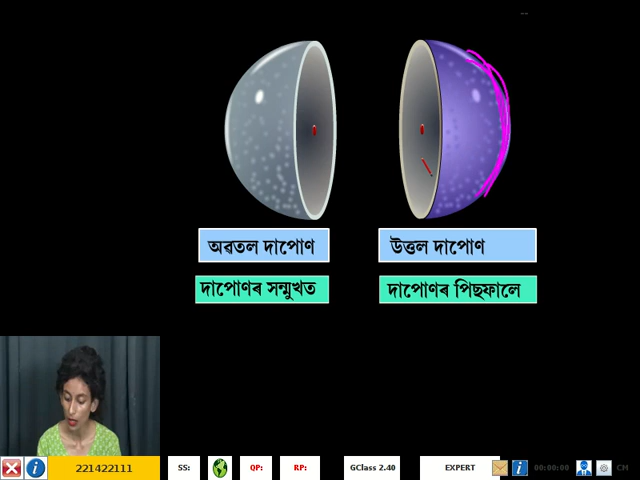 অৱতল দাপোণ
উত্তল দাপোণ
দাপোণৰ সন্মুখত
দাপোণৰ পিছফালে
221422111
SS:
QP:
RP:
GClass 2.40
EXPERT
00:00:00
CM